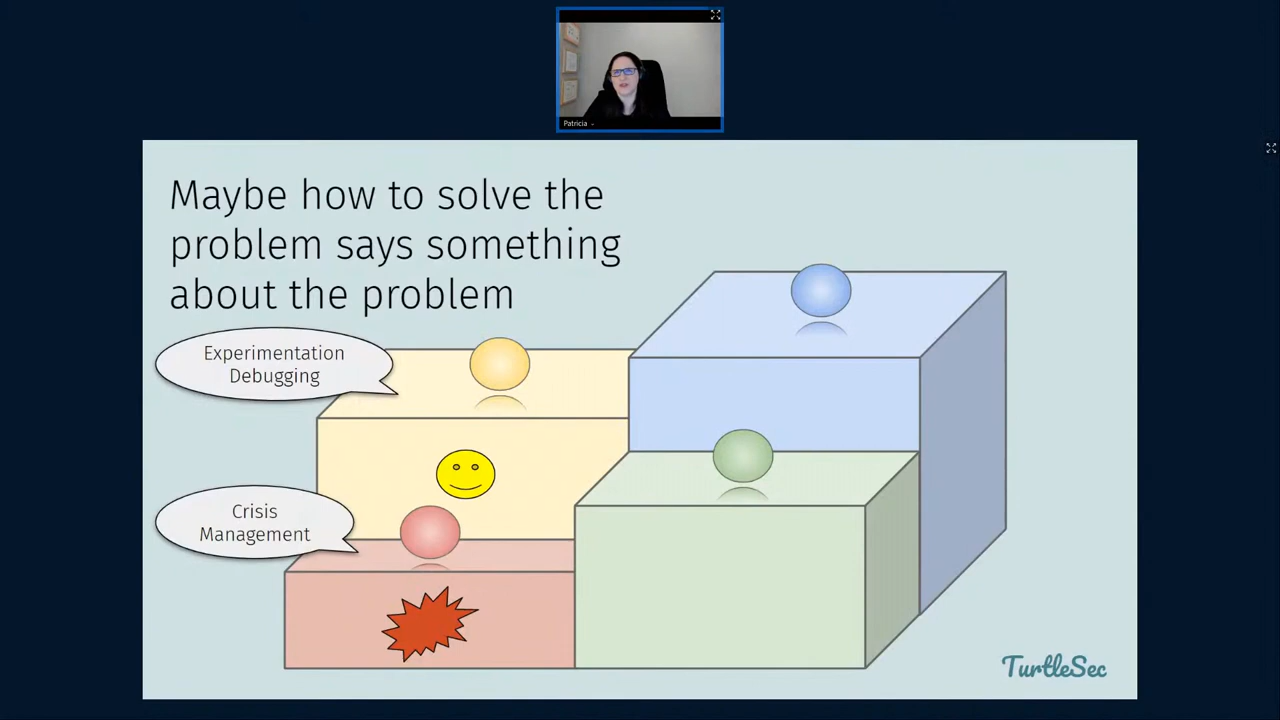 Patricia
Maybe how to solve the
problem says something
about the problem
Experimentation
Debugging
Crisis
Management
TurtleSec